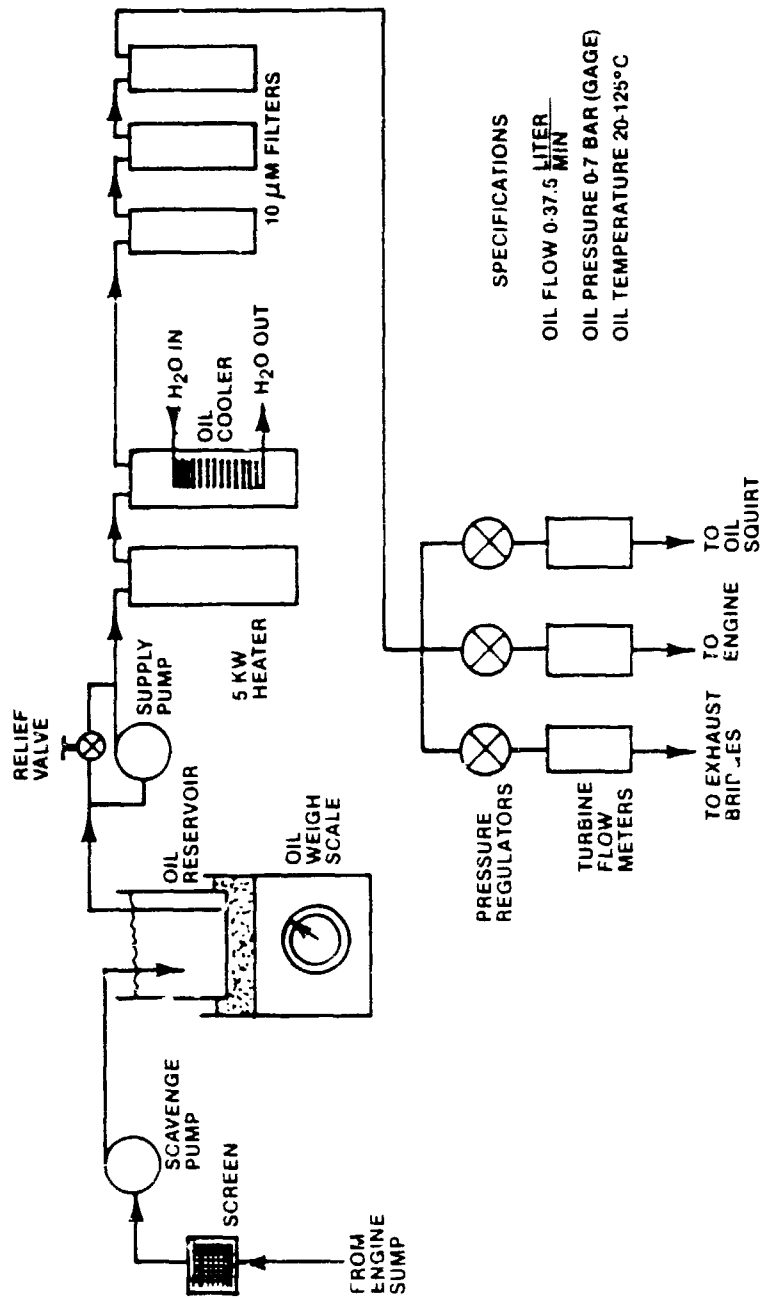 FROM
ENGINE
SUMP
SCREEN
SCAVENGE
PUMP
OIL
RESERVOIR
OIL
WEIGH
SCALE
RELIEF
VALVE
SUPPLY
PUMP
5 KW
HEATER
H2O IN
OIL
COOLER
H2O OUT
10 μM FILTERS
PRESSURE
REGULATORS
TURBINE
FLOW
METERS
TO EXHAUST
TO
ENGINE
TO
OIL
SQUIRT
SPECIFICATIONS
OIL FLOW 0-37.5 LITER
MIN
OIL PRESSURE 0-7 BAR (GAGE)
OIL TEMPERATURE 20-125°C